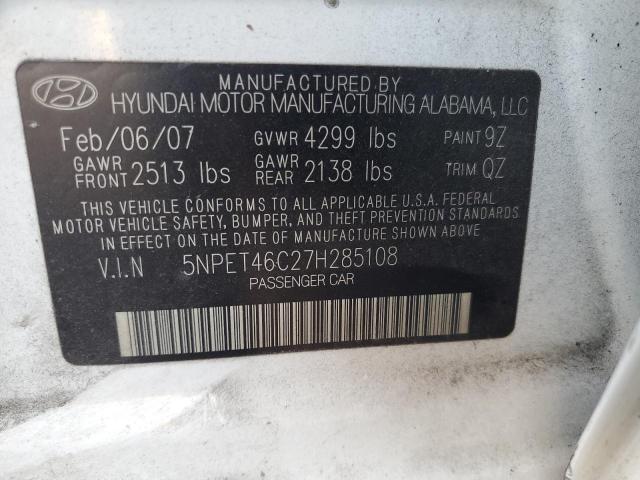 MANUFACTURED BY
HYUNDAI MOTOR MANUFACTURING ALABAMA, LLC
Feb/06/07 GVWR 4299 lbs PAINT 9Z
GAWR FRONT 2513 lbs GAWR REAR 2138 lbs TRIM QZ
THIS VEHICLE CONFORMS TO ALL APPLICABLE U.S.A. FEDERAL
MOTOR VEHICLE SAFETY, BUMPER, AND THEFT PREVENTION STANDARDS
IN EFFECT ON THE DATE OF MANUFACTURE SHOWN ABOVE.
V.I.N 5NPET46C27H285108
PASSENGER CAR